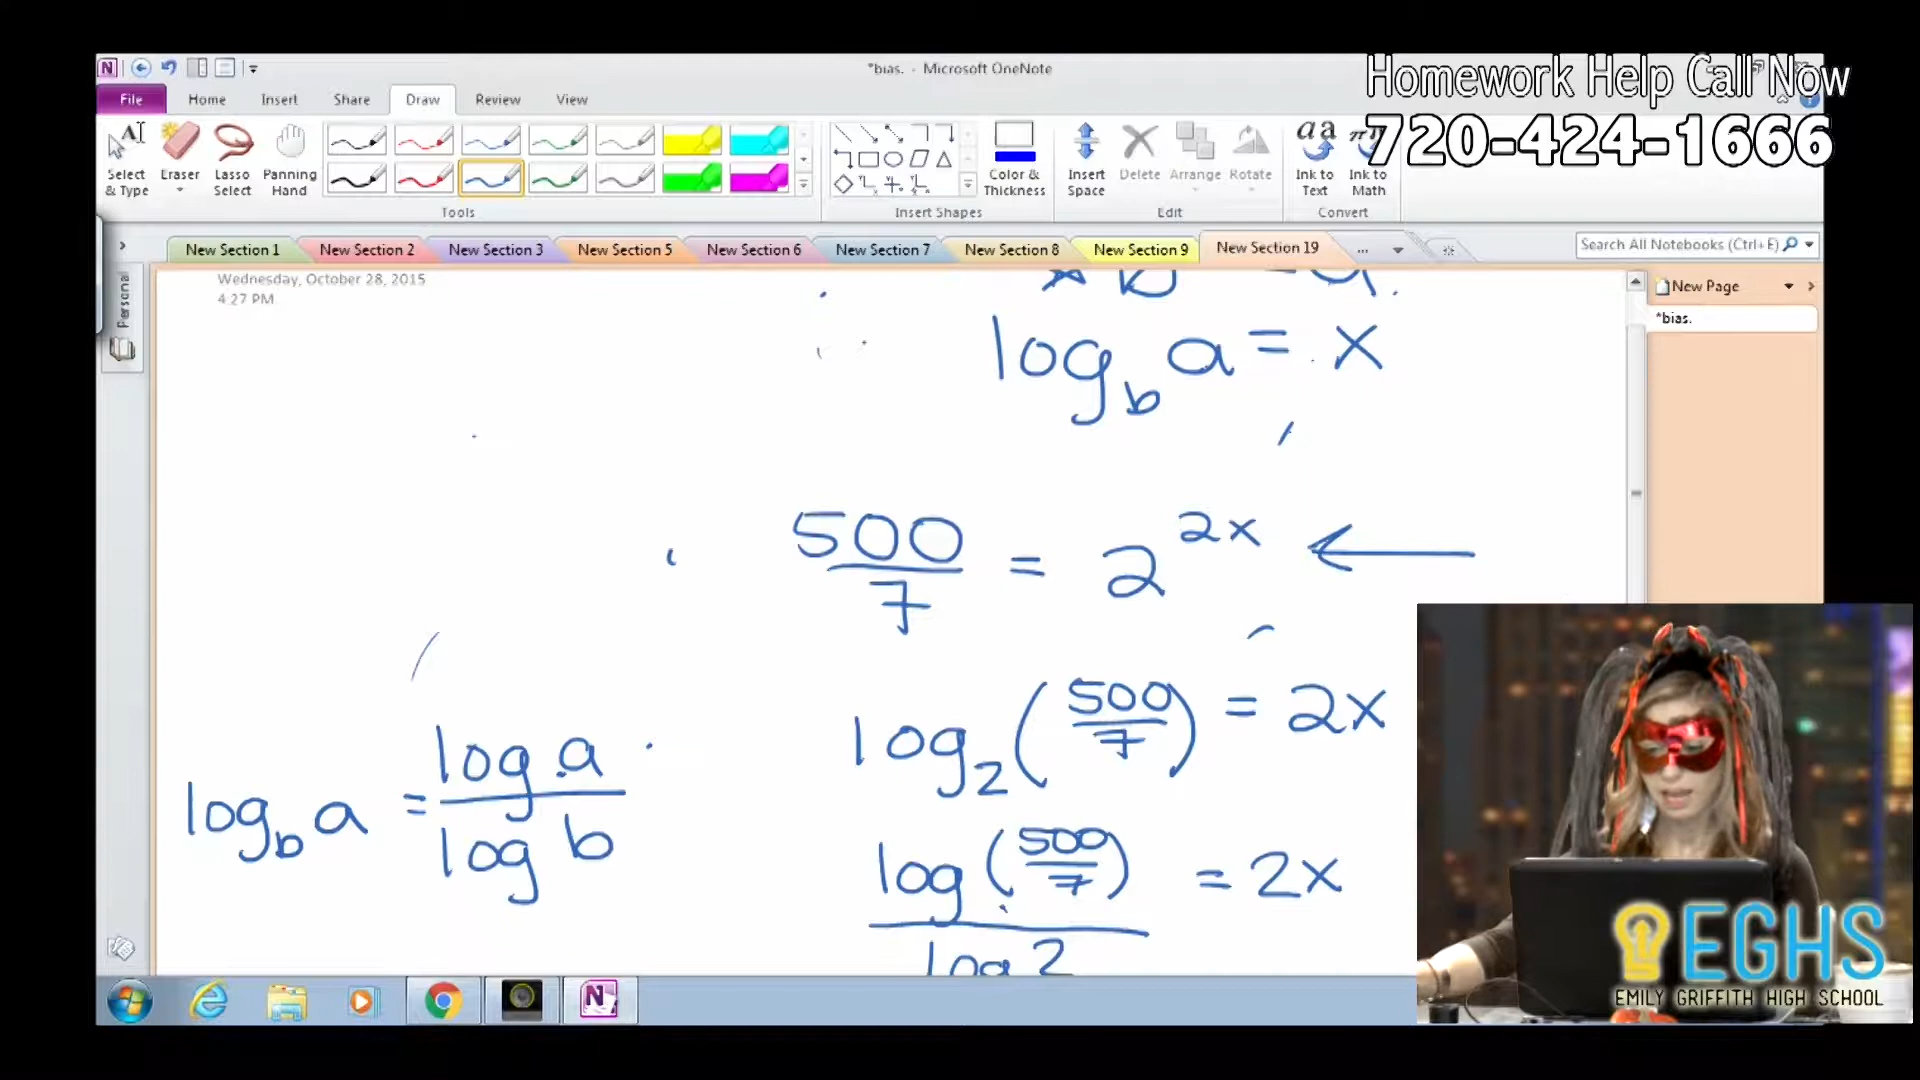 *bias. - Microsoft OneNote
Homework Help Call Now
720-424-1666
File Home Insert Share Draw Review View
Select & Type
Eraser
Lasso Select
Panning Hand
Color & Thickness
Insert Space
Delete
Arrange
Rotate
Ink to Text
Ink to Math
Tools
Insert Shapes
Edit
Convert
New Section 1 New Section 2 New Section 3 New Section 5 New Section 6 New Section 7 New Section 8 New Section 9 New Section 19 ...
Search All Notebooks (Ctrl+E)
Persona
New Page
*bias.
Wednesday, October 28, 2015
4:27 PM
log_b a = x
500/7 = 2^(2x)
log_2 (500/7) = 2x
log_b a = log a / log b
log (500/7) / log 2 = 2x
EGHS
EMILY GRIFFITH HIGH SCHOOL